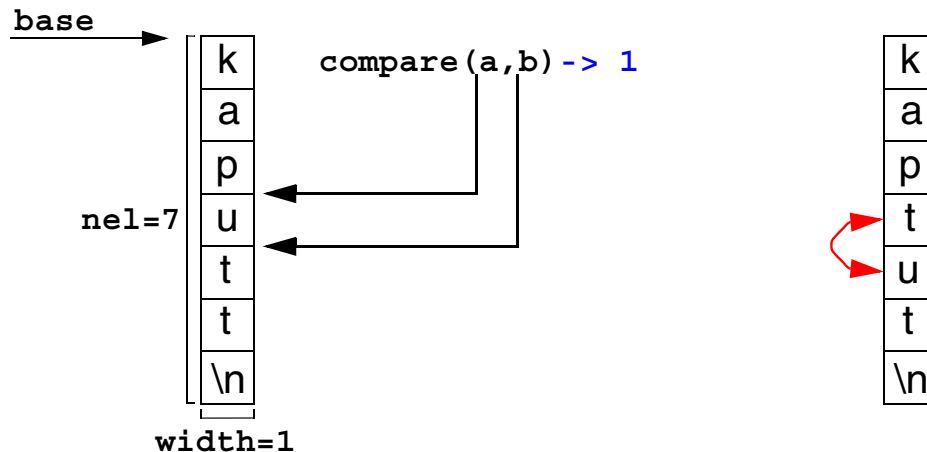 base
k
a
p
u
t
t
\n
compare(a,b)-> 1
nel=7
width=1
k
a
p
t
u
t
\n